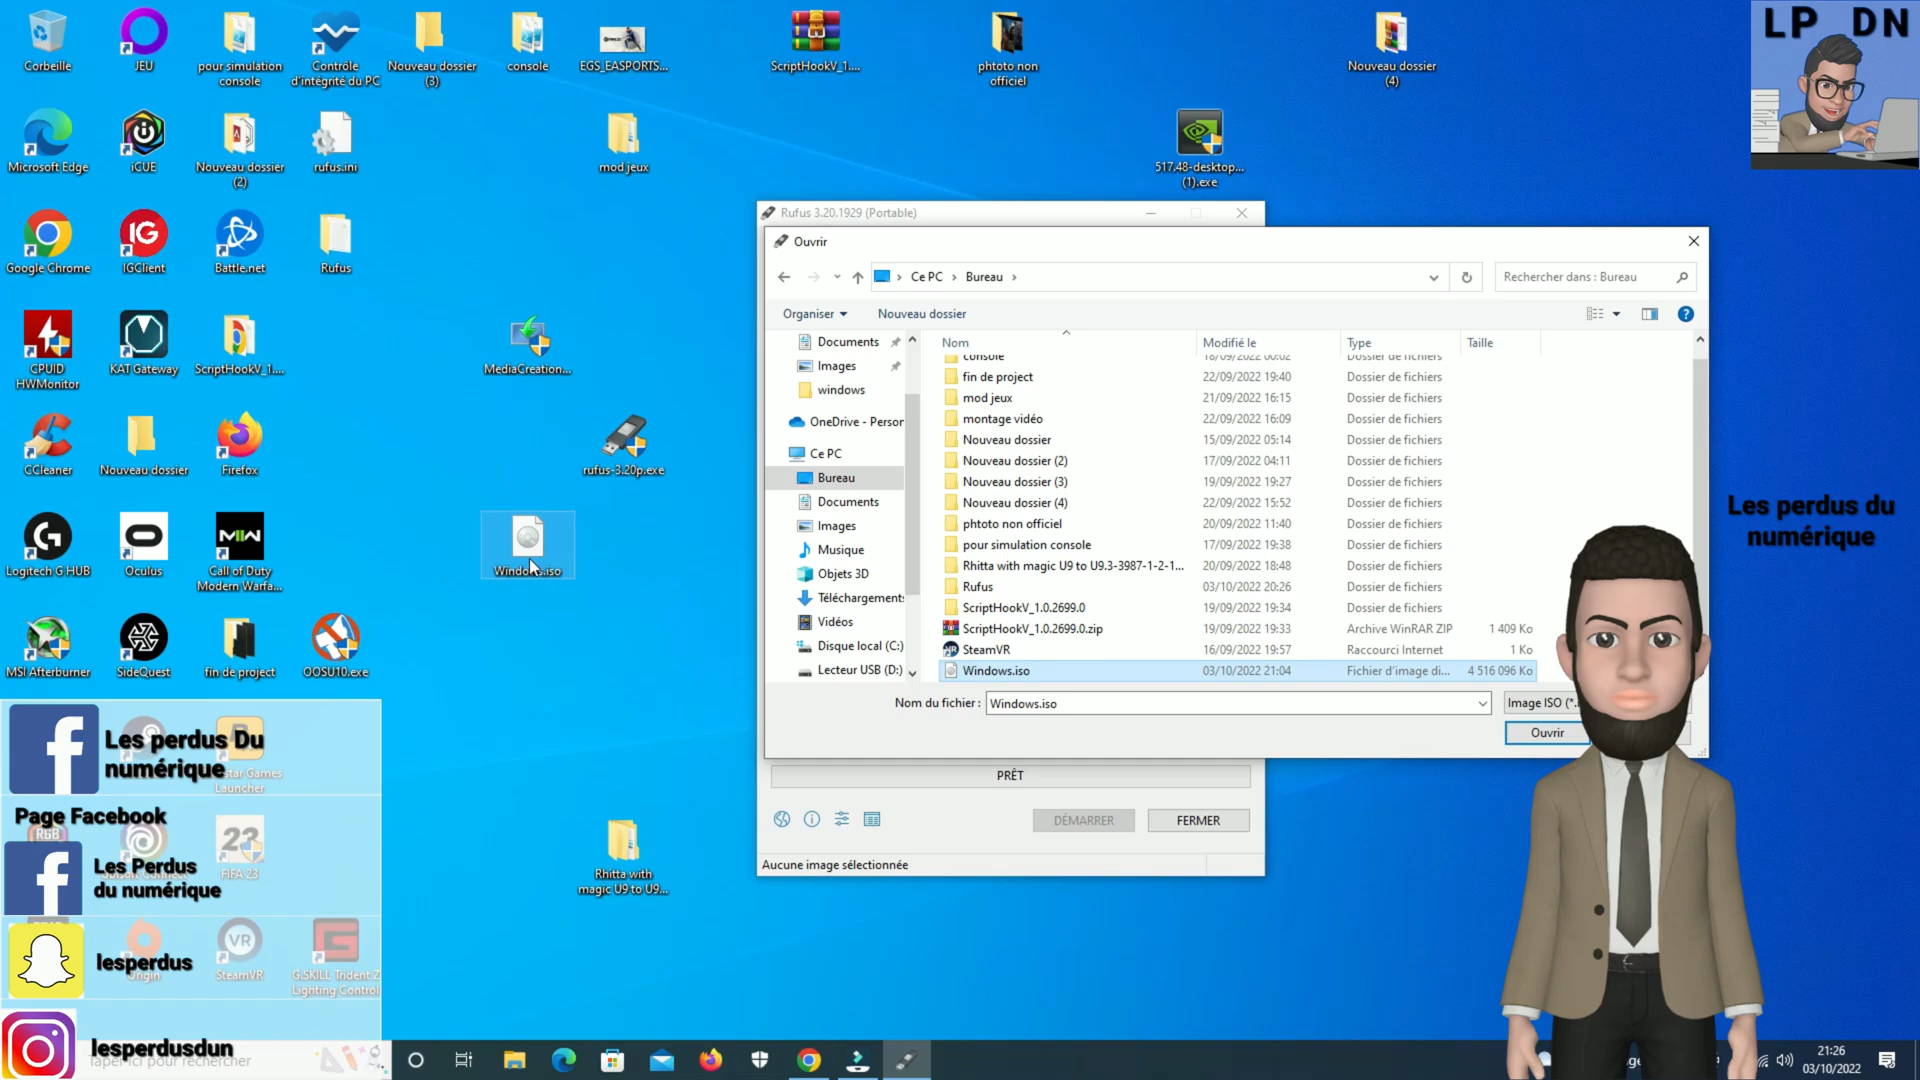 Corbeille
JEU
pour simulation
console
Contrôle
d'intégrité du PC
Nouveau dossier
(3)
console
EGS_EASPORTS...
ScriptHookV_1....
phtoto non
officiel
Nouveau dossier
(4)
LP DN
Microsoft Edge
iCUE
Nouveau dossier
(2)
rufus.ini
mod jeux
517.48-desktop...
(1).exe
Google Chrome
IGClient
Battle.net
Rufus
CPUID
HWMonitor
KAT Gateway
ScriptHookV_1....
MediaCreation...
CCleaner
Nouveau dossier
Firefox
rufus-3.20p.exe
Logitech G HUB
Oculus
Call of Duty
Modern Warfa...
Windows.iso
MSI Afterburner
SideQuest
fin de project
OOSU10.exe
Rhitta with
magic U9 to U9...
Rufus 3.20.1929 (Portable)
Ouvrir
Ce PC
Bureau
Rechercher dans : Bureau
Organiser
Nouveau dossier
Documents
Images
windows
OneDrive - Person
Ce PC
Bureau
Documents
Images
Musique
Objets 3D
Téléchargements
Vidéos
Disque local (C:)
Lecteur USB (D:)
Nom Modifié le Type Taille
console 18/09/2022 00:02 Dossier de fichiers
fin de project 22/09/2022 19:40 Dossier de fichiers
mod jeux 21/09/2022 16:15 Dossier de fichiers
montage vidéo 22/09/2022 16:09 Dossier de fichiers
Nouveau dossier 15/09/2022 05:14 Dossier de fichiers
Nouveau dossier (2) 17/09/2022 04:11 Dossier de fichiers
Nouveau dossier (3) 19/09/2022 19:27 Dossier de fichiers
Nouveau dossier (4) 22/09/2022 15:52 Dossier de fichiers
phtoto non officiel 20/09/2022 11:40 Dossier de fichiers
pour simulation console 17/09/2022 19:38 Dossier de fichiers
Rhitta with magic U9 to U9.3-3987-1-2-1... 20/09/2022 18:48 Dossier de fichiers
Rufus 03/10/2022 20:26 Dossier de fichiers
ScriptHookV_1.0.2699.0 19/09/2022 19:34 Dossier de fichiers
ScriptHookV_1.0.2699.0.zip 19/09/2022 19:33 Archive WinRAR ZIP 1 409 Ko
SteamVR 16/09/2022 19:57 Raccourci Internet 1 Ko
Windows.iso 03/10/2022 21:04 Fichier d'image di... 4 516 096 Ko
Nom du fichier : Windows.iso
Image ISO (*.
Ouvrir
PRÊT
DÉMARRER
FERMER
Aucune image sélectionnée
Les perdus du
numérique
Les perdus Du
numérique
star Games
Launcher
Page Facebook
RGB
Les Perdus
du numérique
23
FIFA 23
lesperdus
Origin
VR
SteamVR
G.SKILL Trident Z
Lighting Control
lesperdusdun
Taper ici pour rechercher
21:26
03/10/2022